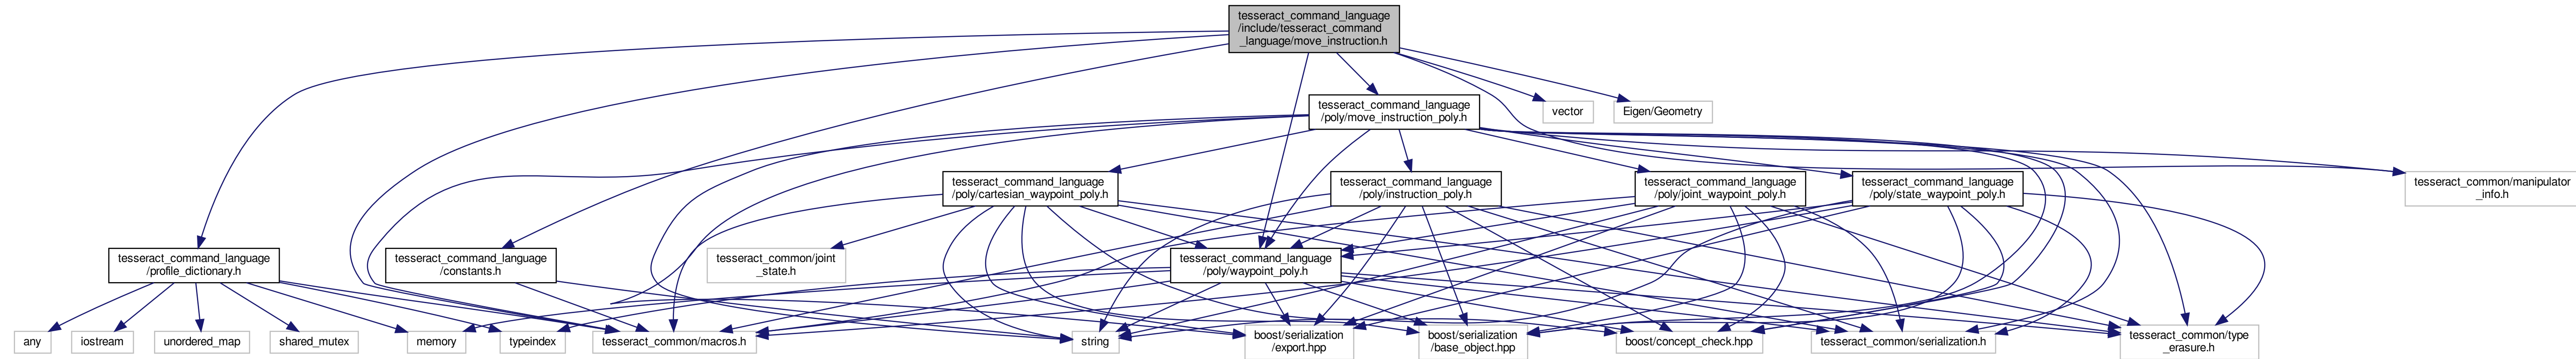 tesseract_command_language
/include/tesseract_command
_language/move_instruction.h
tesseract_command_language
/poly/move_instruction_poly.h
vector
Eigen/Geometry
tesseract_command_language
/poly/cartesian_waypoint_poly.h
tesseract_command_language
/poly/instruction_poly.h
tesseract_command_language
/poly/joint_waypoint_poly.h
tesseract_command_language
/poly/state_waypoint_poly.h
tesseract_common/manipulator
_info.h
tesseract_command_language
/profile_dictionary.h
tesseract_command_language
/constants.h
tesseract_common/joint
_state.h
tesseract_command_language
/poly/waypoint_poly.h
any
iostream
unordered_map
shared_mutex
memory
typeindex
tesseract_common/macros.h
string
boost/serialization
/export.hpp
boost/serialization
/base_object.hpp
boost/concept_check.hpp
tesseract_common/serialization.h
tesseract_common/type
_erasure.h